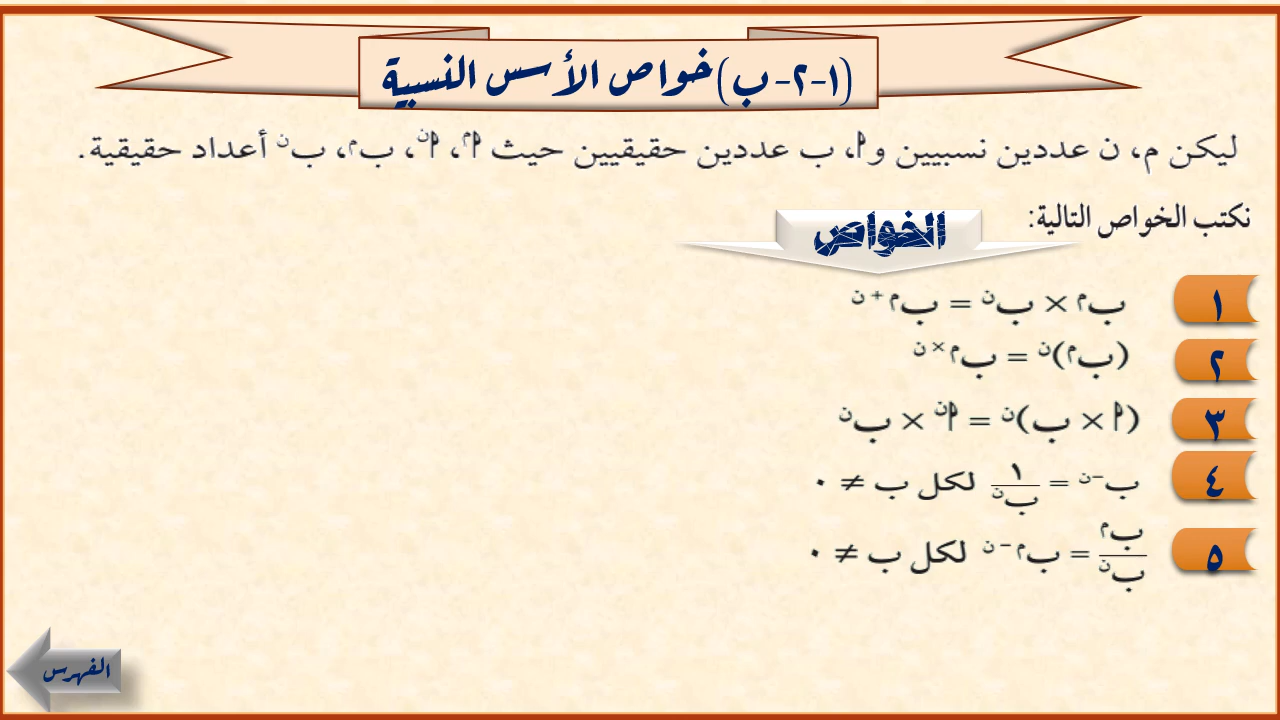 (١-٢-ب) خواص الأسس النسبية
ليكن م، ن عددين نسبيين و أ، ب عددين حقيقيين حيث أ^م، أ^ن، ب^م، ب^ن أعداد حقيقية.
نكتب الخواص التالية:
الخواص
١ ب^م × ب^ن = ب^(م + ن)
٢ (ب^م)^ن = ب^(م × ن)
٣ (أ × ب)^ن = أ^ن × ب^ن
٤ ب^(-ن) = ١/ب^ن لكل ب ≠ ٠
٥ ب^م/ب^ن = ب^(م - ن) لكل ب ≠ ٠
الفهرس